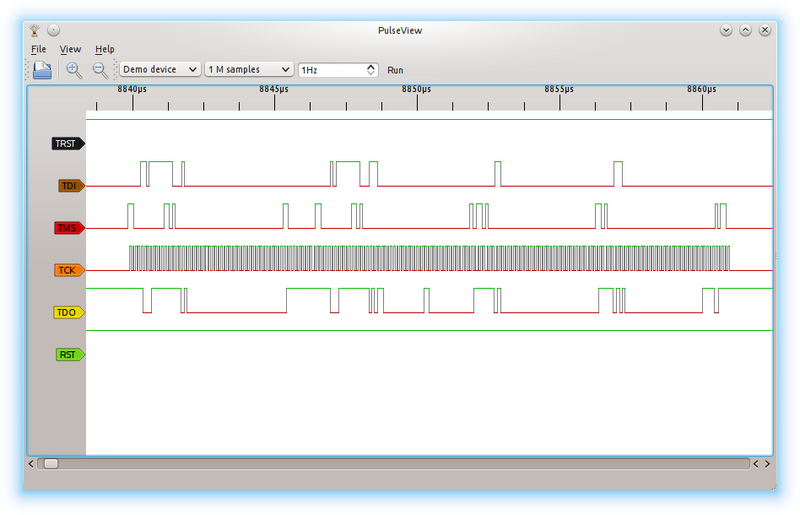 PulseView
File View Help
Demo device 1 M samples 1Hz Run
8840µs 8845µs 8850µs 8855µs 8860µs
TRST
TDI
TMS
TCK
TDO
RST